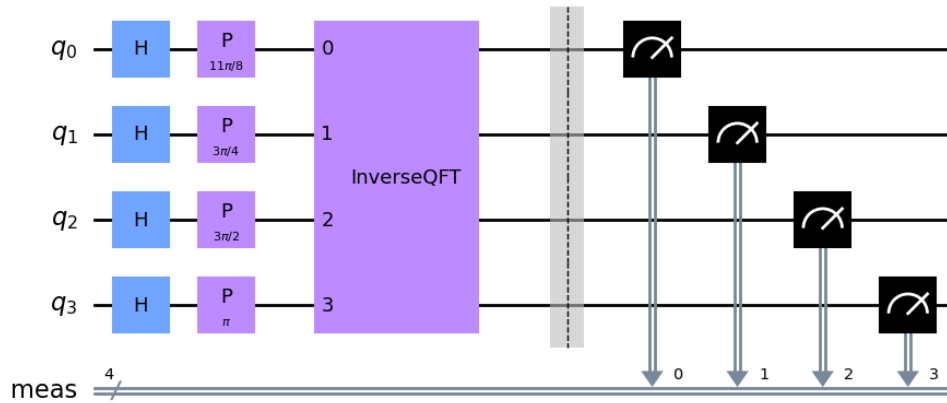 q0 H P 11π/8 0
q1 H P 3π/4 1
InverseQFT
q2 H P 3π/2 2
q3 H P π 3
meas 4 0 1 2 3